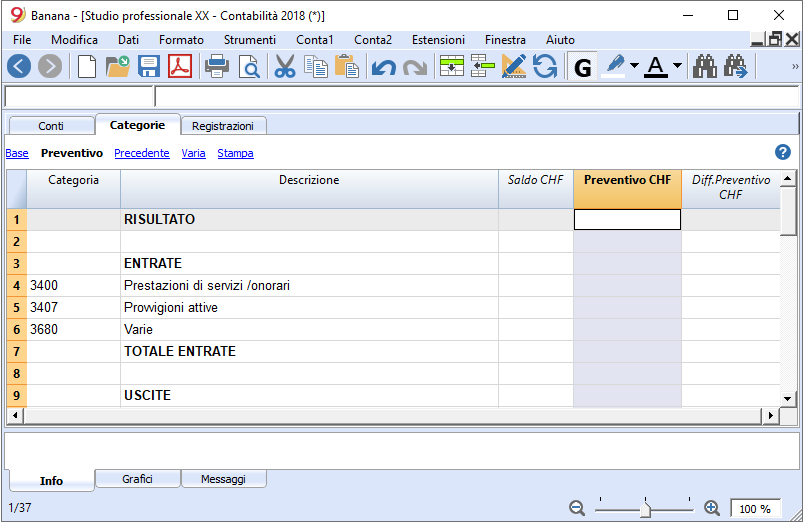 9 Banana - [Studio professionale XX - Contabilità 2018 (*)]
File Modifica Dati Formato Strumenti Conta1 Conta2 Estensioni Finestra Aiuto
G A »
Conti Categorie Registrazioni
Base Preventivo Precedente Varia Stampa ?
Categoria Descrizione Saldo CHF Preventivo CHF Diff.Preventivo
CHF
1 RISULTATO
2
3 ENTRATE
4 3400 Prestazioni di servizi /onorari
5 3407 Provvigioni attive
6 3680 Varie
7 TOTALE ENTRATE
8
9 USCITE
Info Grafici Messaggi
1/37 100 %